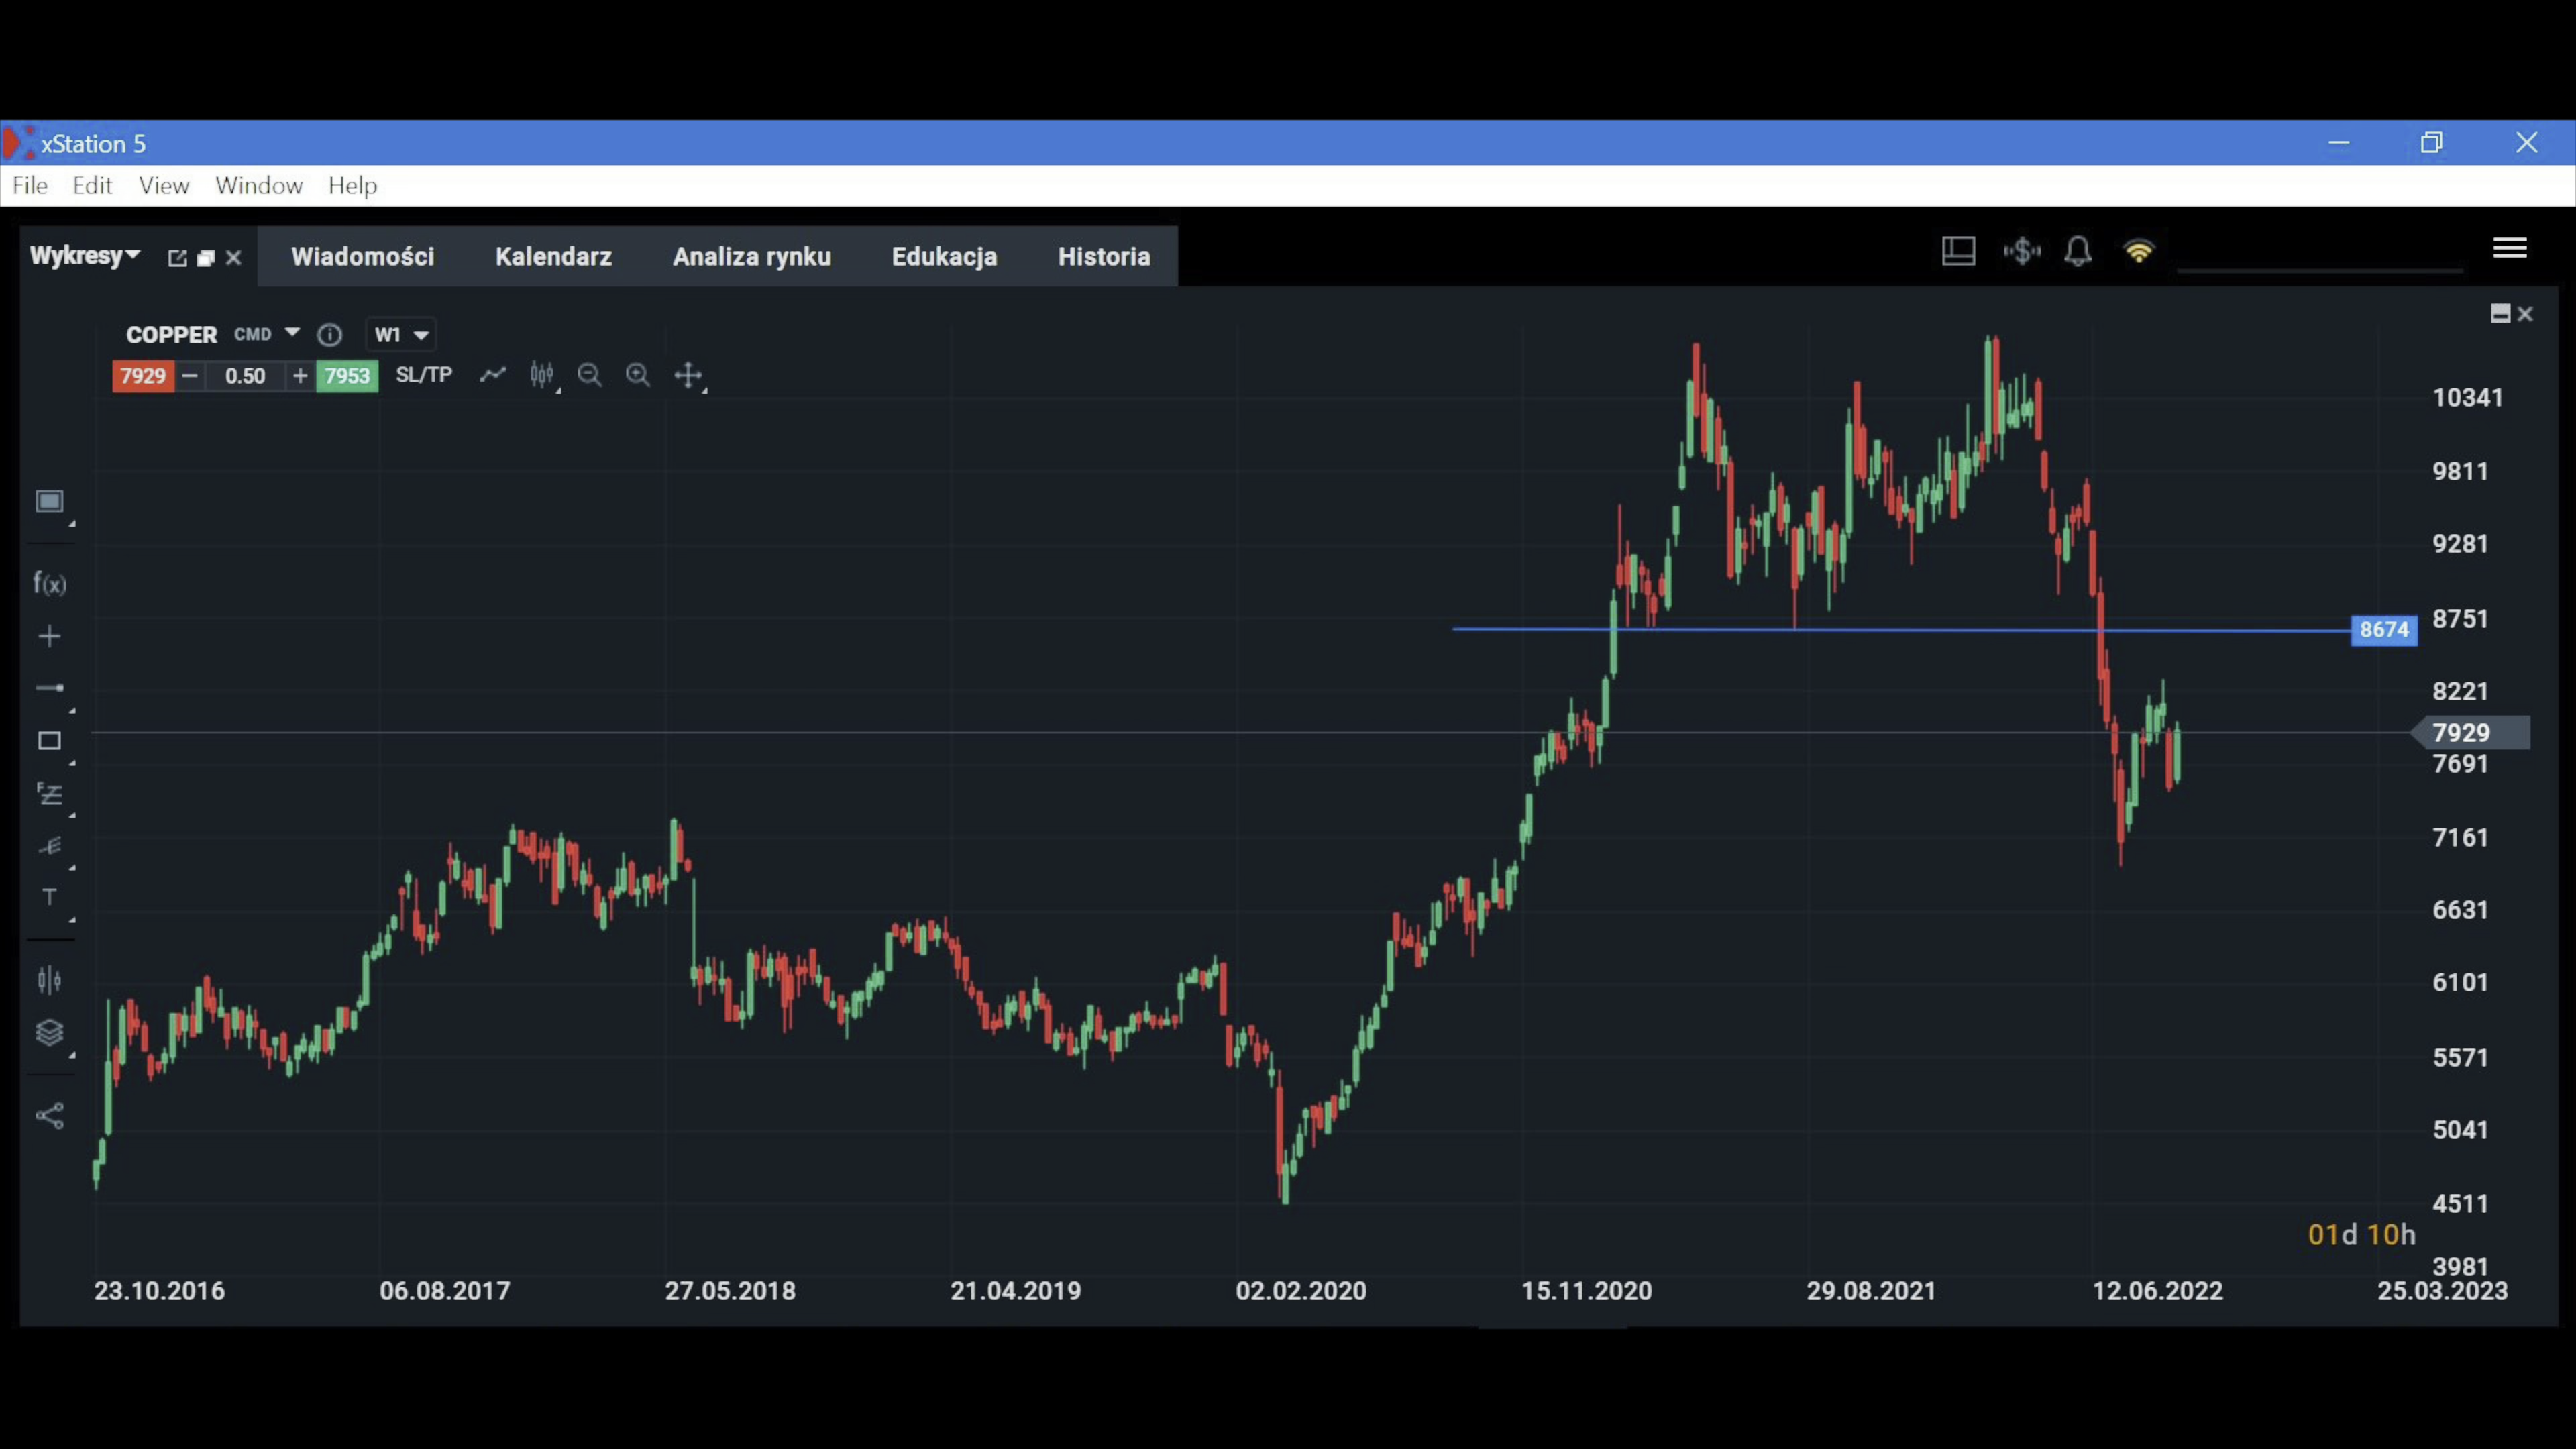 xStation 5
File Edit View Window Help
Wykresy Wiadomości Kalendarz Analiza rynku Edukacja Historia
COPPER CMD W1
7929 0.50 7953 SL/TP
10341
9811
9281
8751
8674
8221
7929
7691
7161
6631
6101
5571
5041
4511
3981
f(x)
T
01d 10h
23.10.2016 06.08.2017 27.05.2018 21.04.2019 02.02.2020 15.11.2020 29.08.2021 12.06.2022 25.03.2023